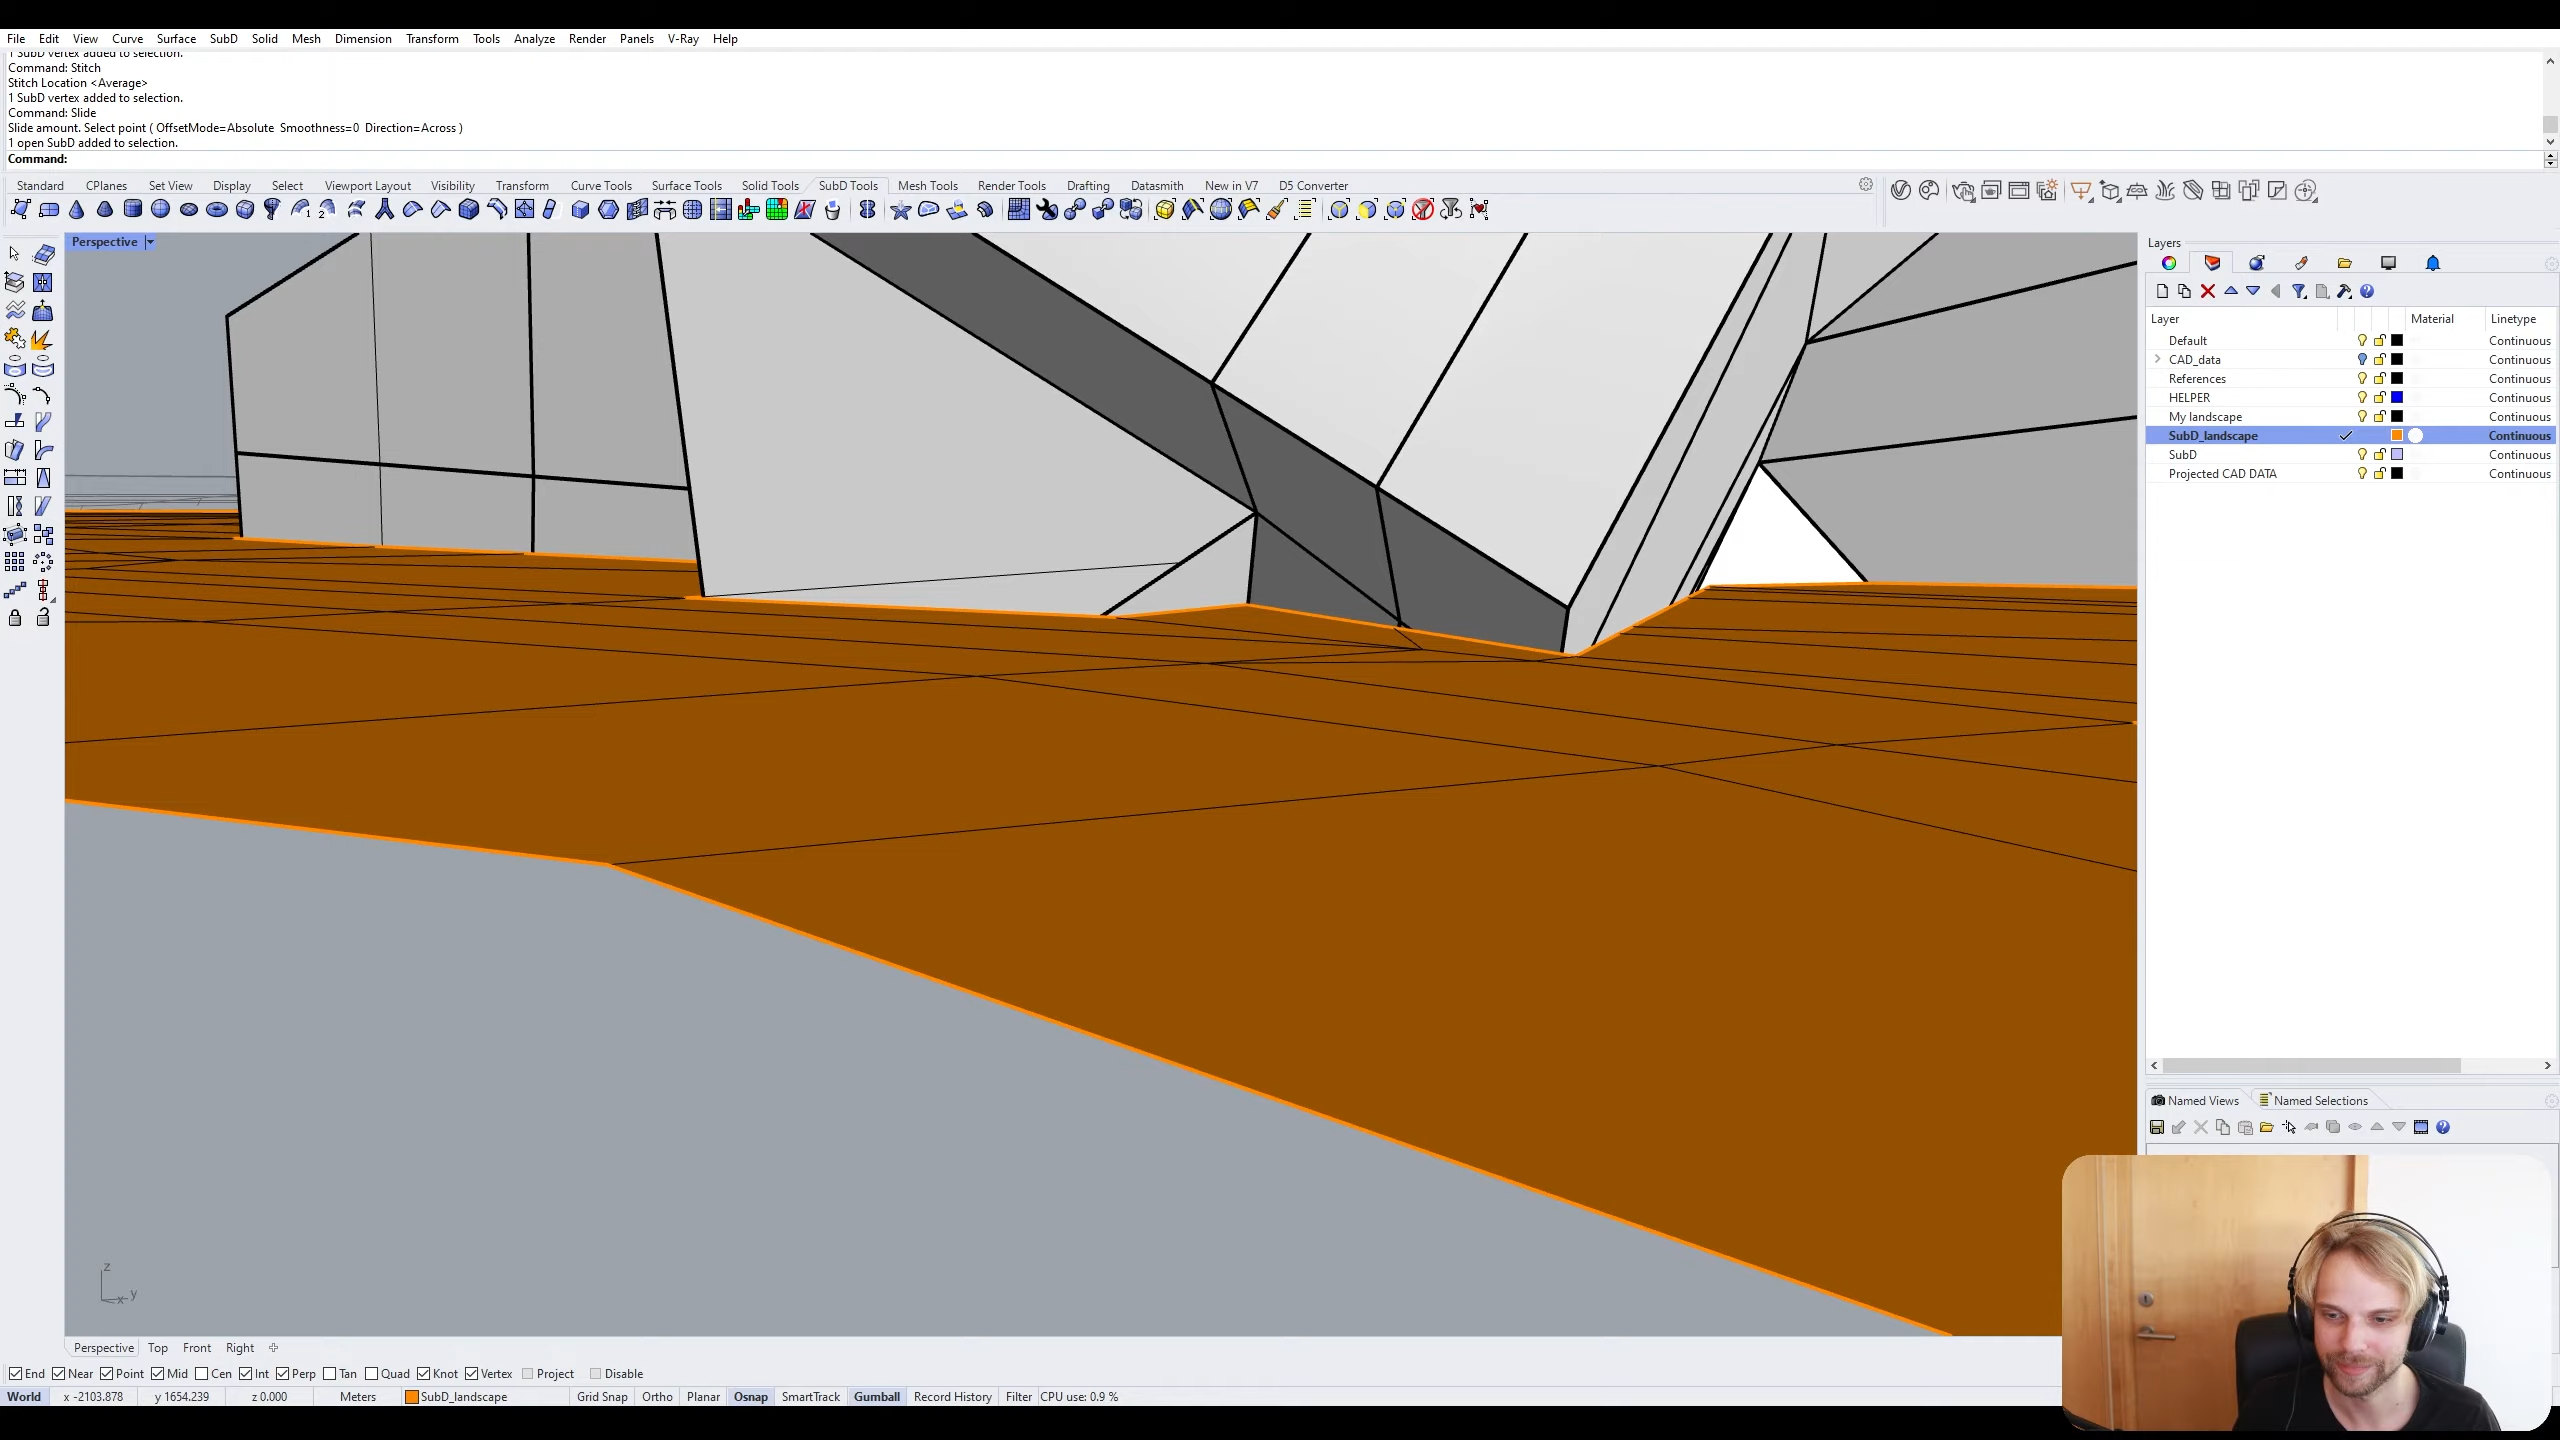 File Edit View Curve Surface SubD Solid Mesh Dimension Transform Tools Analyze Render Panels V-Ray Help
1 SubD vertex added to selection.
Command: Stitch
Stitch Location <Average>
1 SubD vertex added to selection.
Command: Slide
Slide amount. Select point ( OffsetMode=Absolute Smoothness=0 Direction=Across )
1 open SubD added to selection.
Command:
Standard CPlanes Set View Display Select Viewport Layout Visibility Transform Curve Tools Surface Tools Solid Tools SubD Tools Mesh Tools Render Tools Drafting Datasmith New in V7 D5 Converter
Perspective
Layers
Layer Material Linetype
Default Continuous
CAD_data Continuous
References Continuous
HELPER Continuous
My landscape Continuous
SubD_landscape Continuous
SubD Continuous
Projected CAD DATA Continuous
Named Views Named Selections
z
x y
Perspective Top Front Right
End Near Point Mid Cen Int Perp Tan Quad Knot Vertex Project Disable
World x -2103.878 y 1654.239 z 0.000 Meters SubD_landscape Grid Snap Ortho Planar Osnap SmartTrack Gumball Record History Filter CPU use: 0.9 %